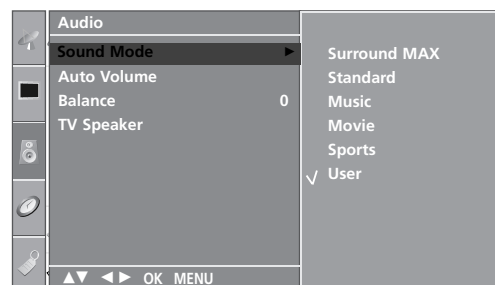 Audio
Sound Mode ►
Auto Volume
Balance 0
TV Speaker
▲▼ ◄► OK MENU
Surround MAX
Standard
Music
Movie
Sports
√ User